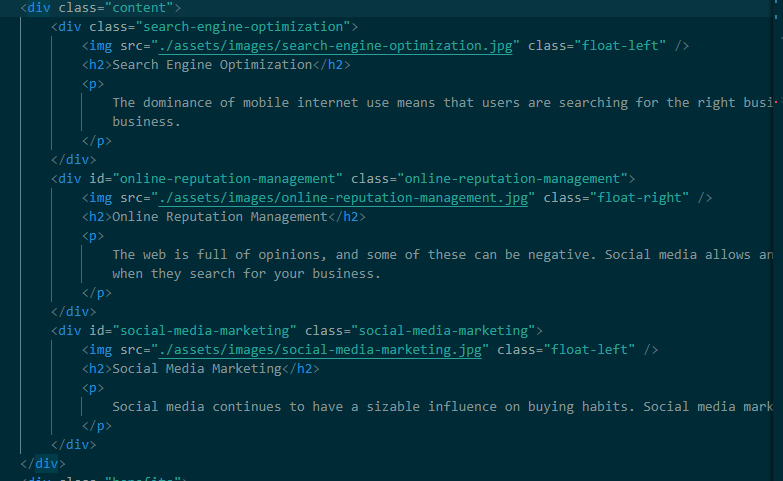 <div class="content">
<div class="search-engine-optimization">
<img src="./assets/images/search-engine-optimization.jpg" class="float-left" />
<h2>Search Engine Optimization</h2>
<p>
The dominance of mobile internet use means that users are searching for the right busi
business.
</p>
</div>
<div id="online-reputation-management" class="online-reputation-management">
<img src="./assets/images/online-reputation-management.jpg" class="float-right" />
<h2>Online Reputation Management</h2>
<p>
The web is full of opinions, and some of these can be negative. Social media allows an
when they search for your business.
</p>
</div>
<div id="social-media-marketing" class="social-media-marketing">
<img src="./assets/images/social-media-marketing.jpg" class="float-left" />
<h2>Social Media Marketing</h2>
<p>
Social media continues to have a sizable influence on buying habits. Social media mark
</p>
</div>
</div>
<div class="benefits">